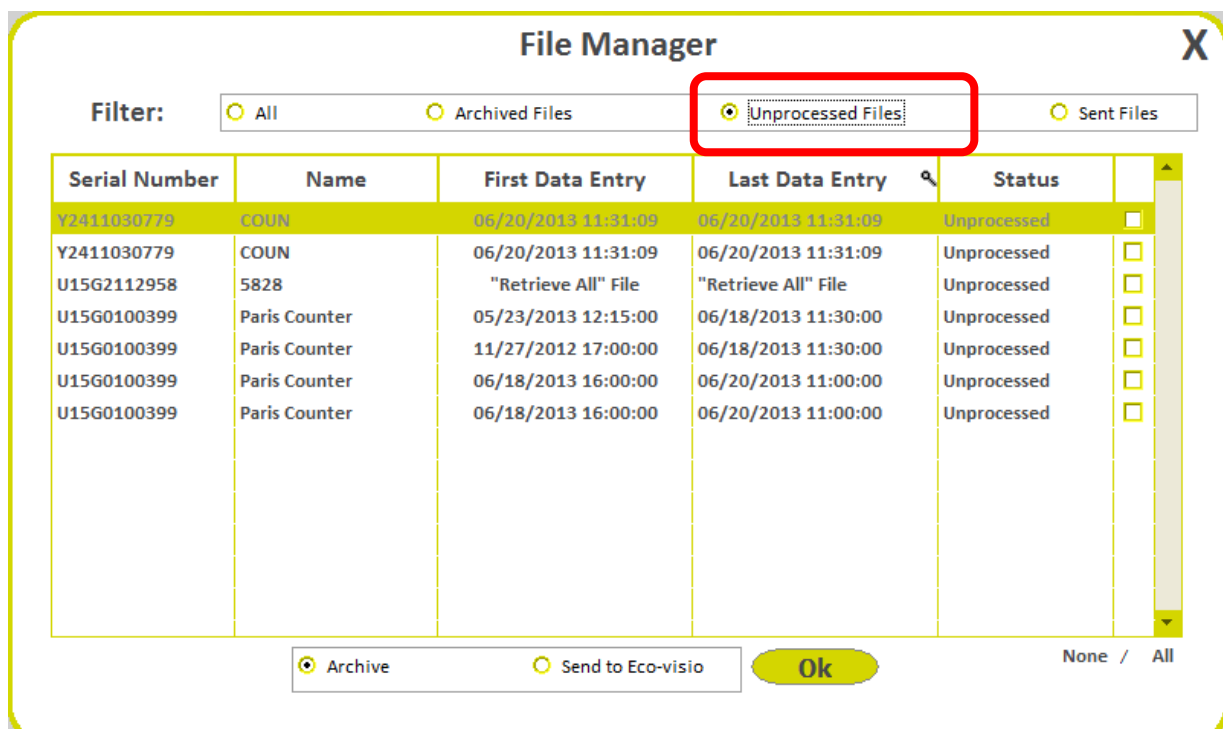 File Manager X
Filter: All Archived Files Unprocessed Files Sent Files
Serial Number Name First Data Entry Last Data Entry Status
Y2411030779 COUN 06/20/2013 11:31:09 06/20/2013 11:31:09 Unprocessed
Y2411030779 COUN 06/20/2013 11:31:09 06/20/2013 11:31:09 Unprocessed
U15G2112958 5828 "Retrieve All" File "Retrieve All" File Unprocessed
U15G0100399 Paris Counter 05/23/2013 12:15:00 06/18/2013 11:30:00 Unprocessed
U15G0100399 Paris Counter 11/27/2012 17:00:00 06/18/2013 11:30:00 Unprocessed
U15G0100399 Paris Counter 06/18/2013 16:00:00 06/20/2013 11:00:00 Unprocessed
U15G0100399 Paris Counter 06/18/2013 16:00:00 06/20/2013 11:00:00 Unprocessed
Archive Send to Eco-visio Ok None / All